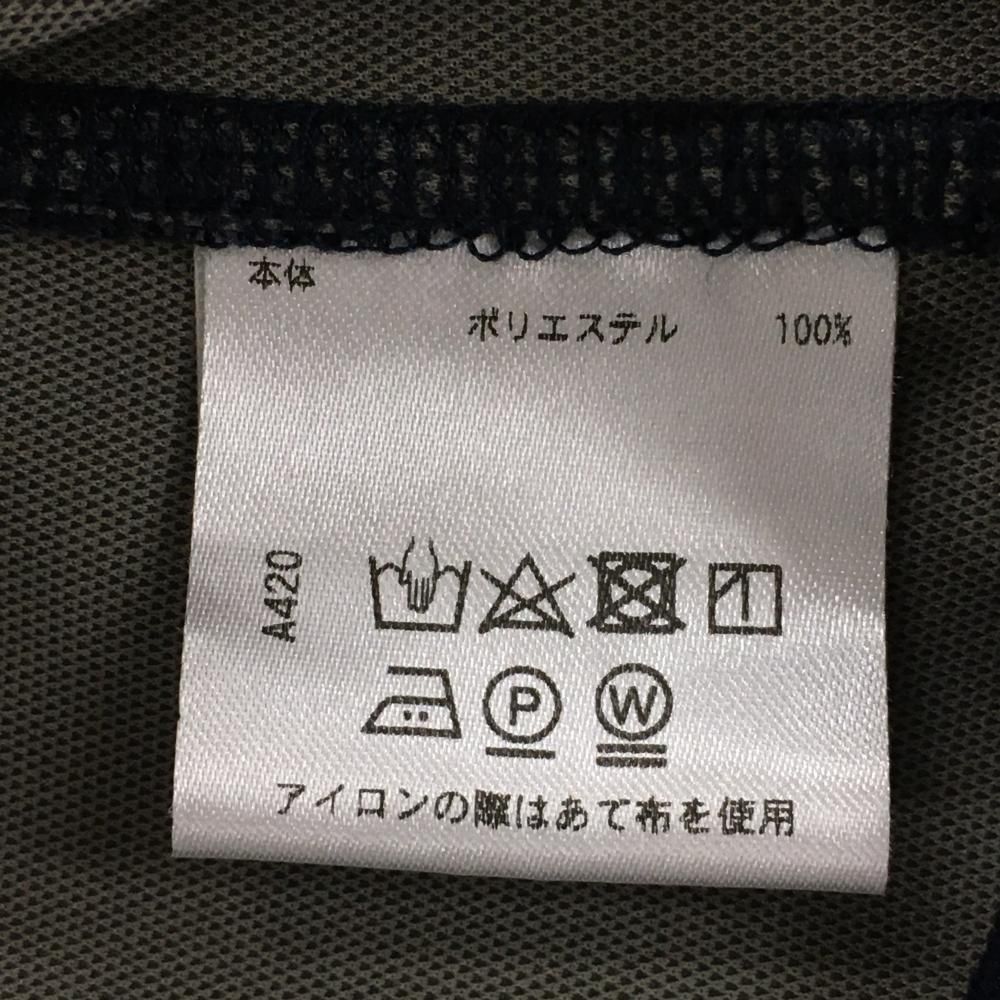 本体
ポリエステル 100%
A420
P W
アイロンの際はあて布を使用